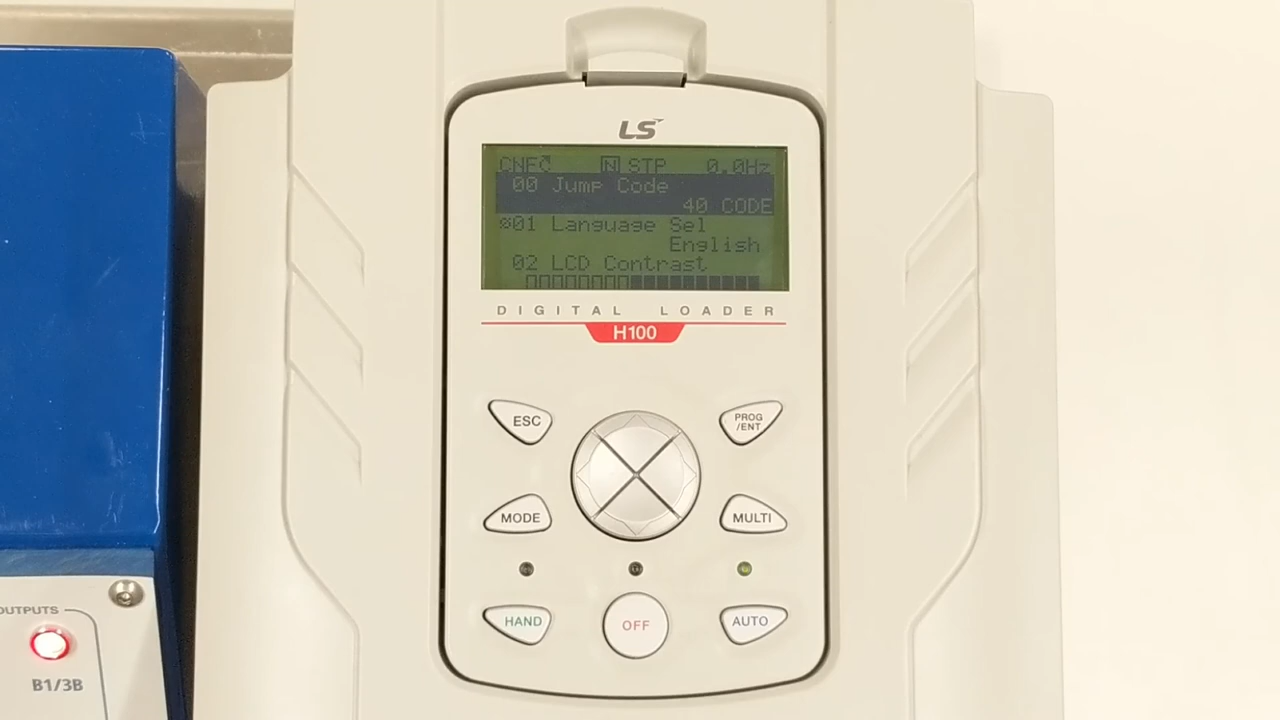 LS
CNF N STP 0.0Hz
00 Jump Code
40 CODE
01 Language Sel
English
02 LCD Contrast
DIGITAL LOADER
H100
ESC
PROG
/ENT
MODE
MULTI
HAND
OFF
AUTO
OUTPUTS
B1/3B